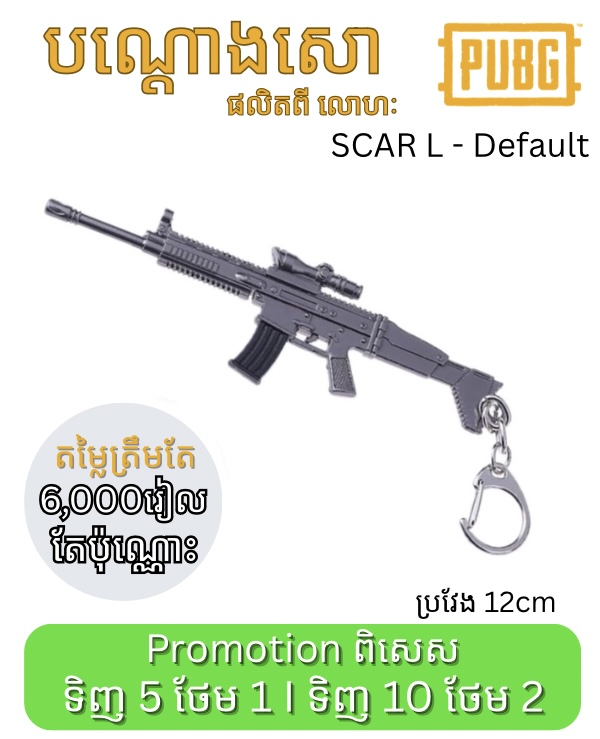 បណ្តោងសោ
PUBG
ផលិតពី លោហៈ
SCAR L - Default
តម្លៃត្រឹមតែ
6,000រៀល
តែប៉ុណ្ណោះ
ប្រវែង 12cm
Promotion ពិសេស
ទិញ 5 ថែម 1 | ទិញ 10 ថែម 2